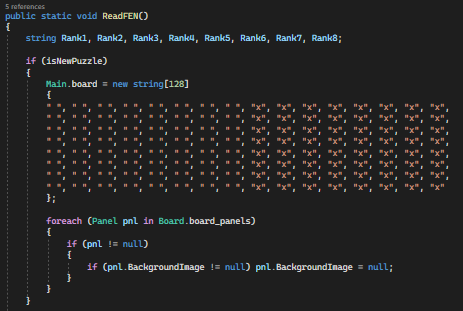 5 references
public static void ReadFEN()
{
string Rank1, Rank2, Rank3, Rank4, Rank5, Rank6, Rank7, Rank8;
if (isNewPuzzle)
{
Main.board = new string[128]
{
" ", " ", " ", " ", " ", " ", " ", " ", "x", "x", "x", "x", "x", "x", "x", "x",
" ", " ", " ", " ", " ", " ", " ", " ", "x", "x", "x", "x", "x", "x", "x", "x",
" ", " ", " ", " ", " ", " ", " ", " ", "x", "x", "x", "x", "x", "x", "x", "x",
" ", " ", " ", " ", " ", " ", " ", " ", "x", "x", "x", "x", "x", "x", "x", "x",
" ", " ", " ", " ", " ", " ", " ", " ", "x", "x", "x", "x", "x", "x", "x", "x",
" ", " ", " ", " ", " ", " ", " ", " ", "x", "x", "x", "x", "x", "x", "x", "x",
" ", " ", " ", " ", " ", " ", " ", " ", "x", "x", "x", "x", "x", "x", "x", "x",
" ", " ", " ", " ", " ", " ", " ", " ", "x", "x", "x", "x", "x", "x", "x", "x"
};
foreach (Panel pnl in Board.board_panels)
{
if (pnl != null)
{
if (pnl.BackgroundImage != null) pnl.BackgroundImage = null;
}
}
}